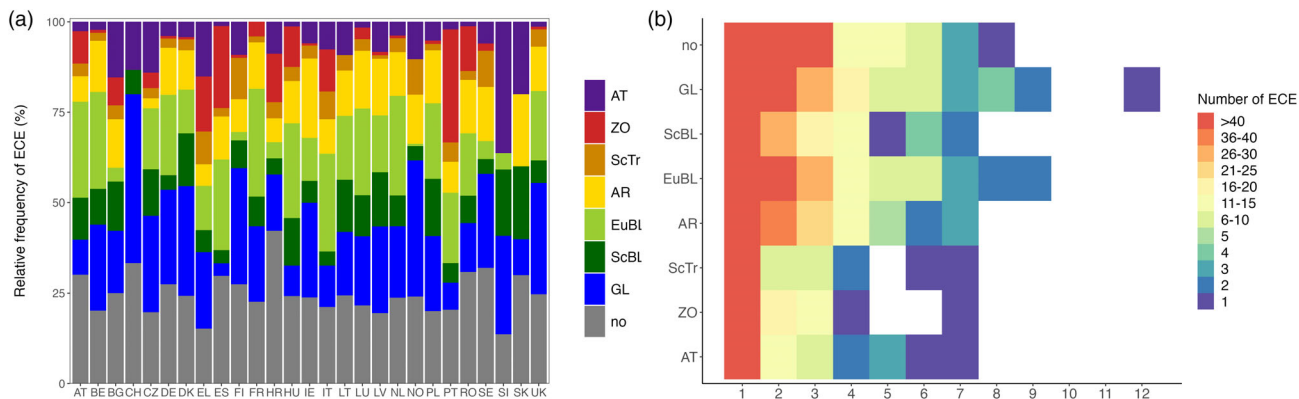 (a)
Relative frequency of ECE (%)
100
75
50
25
0
AT BE BG CH CZ DE DK EL ES FI FR HR HU IE IT LT LU LV NL NO PL PT RO SE SI SK UK
AT
ZO
ScTr
AR
EuBL
ScBL
GL
no
(b)
no
GL
ScBL
EuBL
AR
ScTr
ZO
AT
1 2 3 4 5 6 7 8 9 10 11 12
Number of ECE
>40
36-40
26-30
21-25
16-20
11-15
6-10
5
4
3
2
1